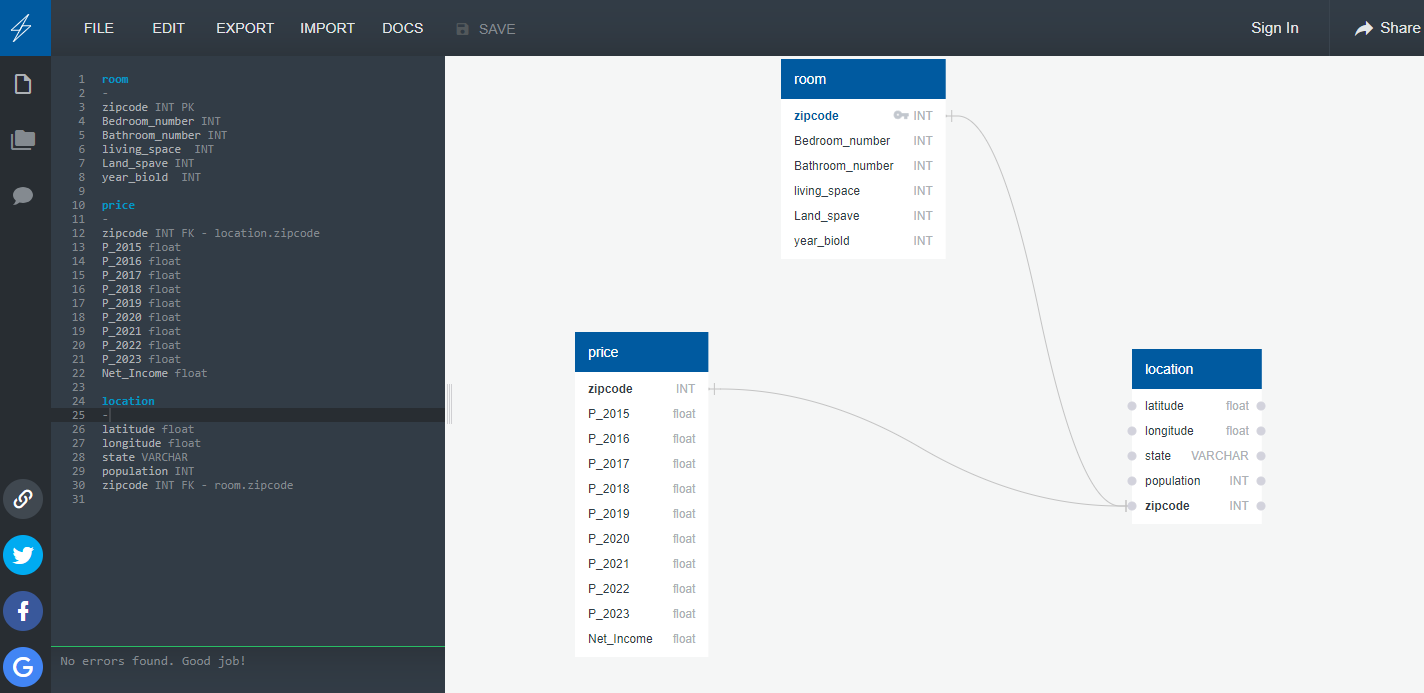 FILE EDIT EXPORT IMPORT DOCS SAVE Sign In Share
1 room
2 -
3 zipcode INT PK
4 Bedroom_number INT
5 Bathroom_number INT
6 living_space  INT
7 Land_spave INT
8 year_biold  INT
9
10 price
11 -
12 zipcode INT FK - location.zipcode
13 P_2015 float
14 P_2016 float
15 P_2017 float
16 P_2018 float
17 P_2019 float
18 P_2020 float
19 P_2021 float
20 P_2022 float
21 P_2023 float
22 Net_Income float
23
24 location
25 -
26 latitude float
27 longitude float
28 state VARCHAR
29 population INT
30 zipcode INT FK - room.zipcode
31
No errors found. Good job!
room
zipcode INT
Bedroom_number INT
Bathroom_number INT
living_space INT
Land_spave INT
year_biold INT
price
zipcode INT
P_2015 float
P_2016 float
P_2017 float
P_2018 float
P_2019 float
P_2020 float
P_2021 float
P_2022 float
P_2023 float
Net_Income float
location
latitude float
longitude float
state VARCHAR
population INT
zipcode INT